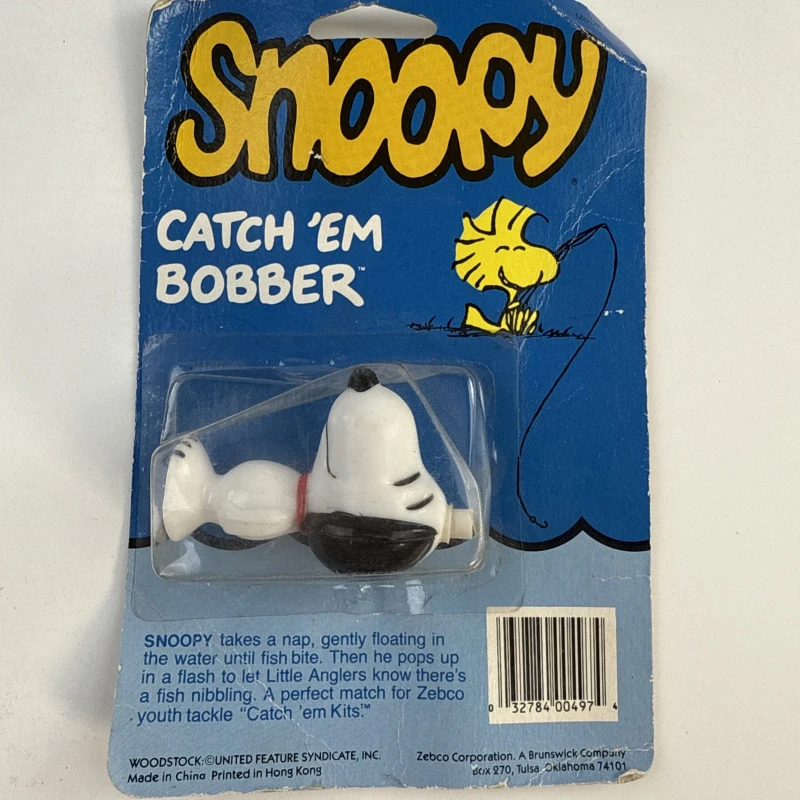 SNOOPY
CATCH 'EM
BOBBER™
SNOOPY takes a nap, gently floating in
the water until fish bite. Then he pops up
in a flash to let Little Anglers know there's
a fish nibbling. A perfect match for Zebco
youth tackle "Catch 'em Kits."™
0 32784 00497 4
WOODSTOCK:©UNITED FEATURE SYNDICATE, INC.
Made in China Printed in Hong Kong
Zebco Corporation. A Brunswick Company
Box 270, Tulsa, Oklahoma 74101